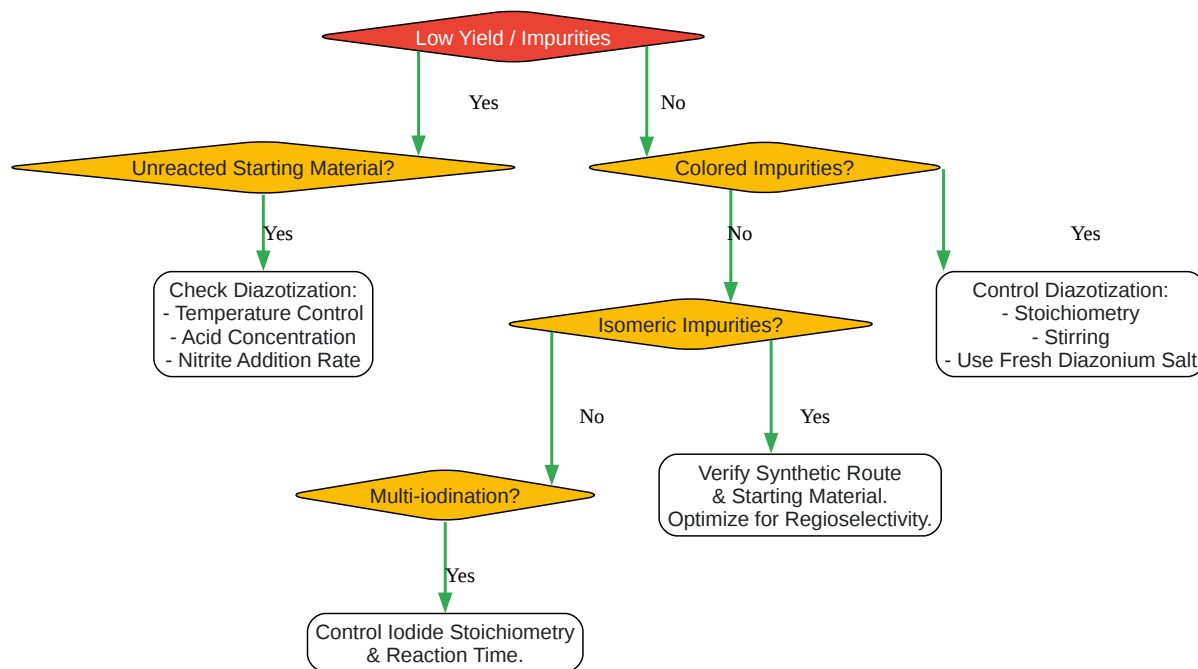 Low Yield / Impurities
Yes
No
Unreacted Starting Material?
Colored Impurities?
Yes
No
Yes
Check Diazotization:
- Temperature Control
- Acid Concentration
- Nitrite Addition Rate
Control Diazotization:
- Stoichiometry
- Stirring
- Use Fresh Diazonium Salt
Isomeric Impurities?
No
Yes
Verify Synthetic Route
& Starting Material.
Optimize for Regioselectivity.
Multi-iodination?
Yes
Control Iodide Stoichiometry
& Reaction Time.